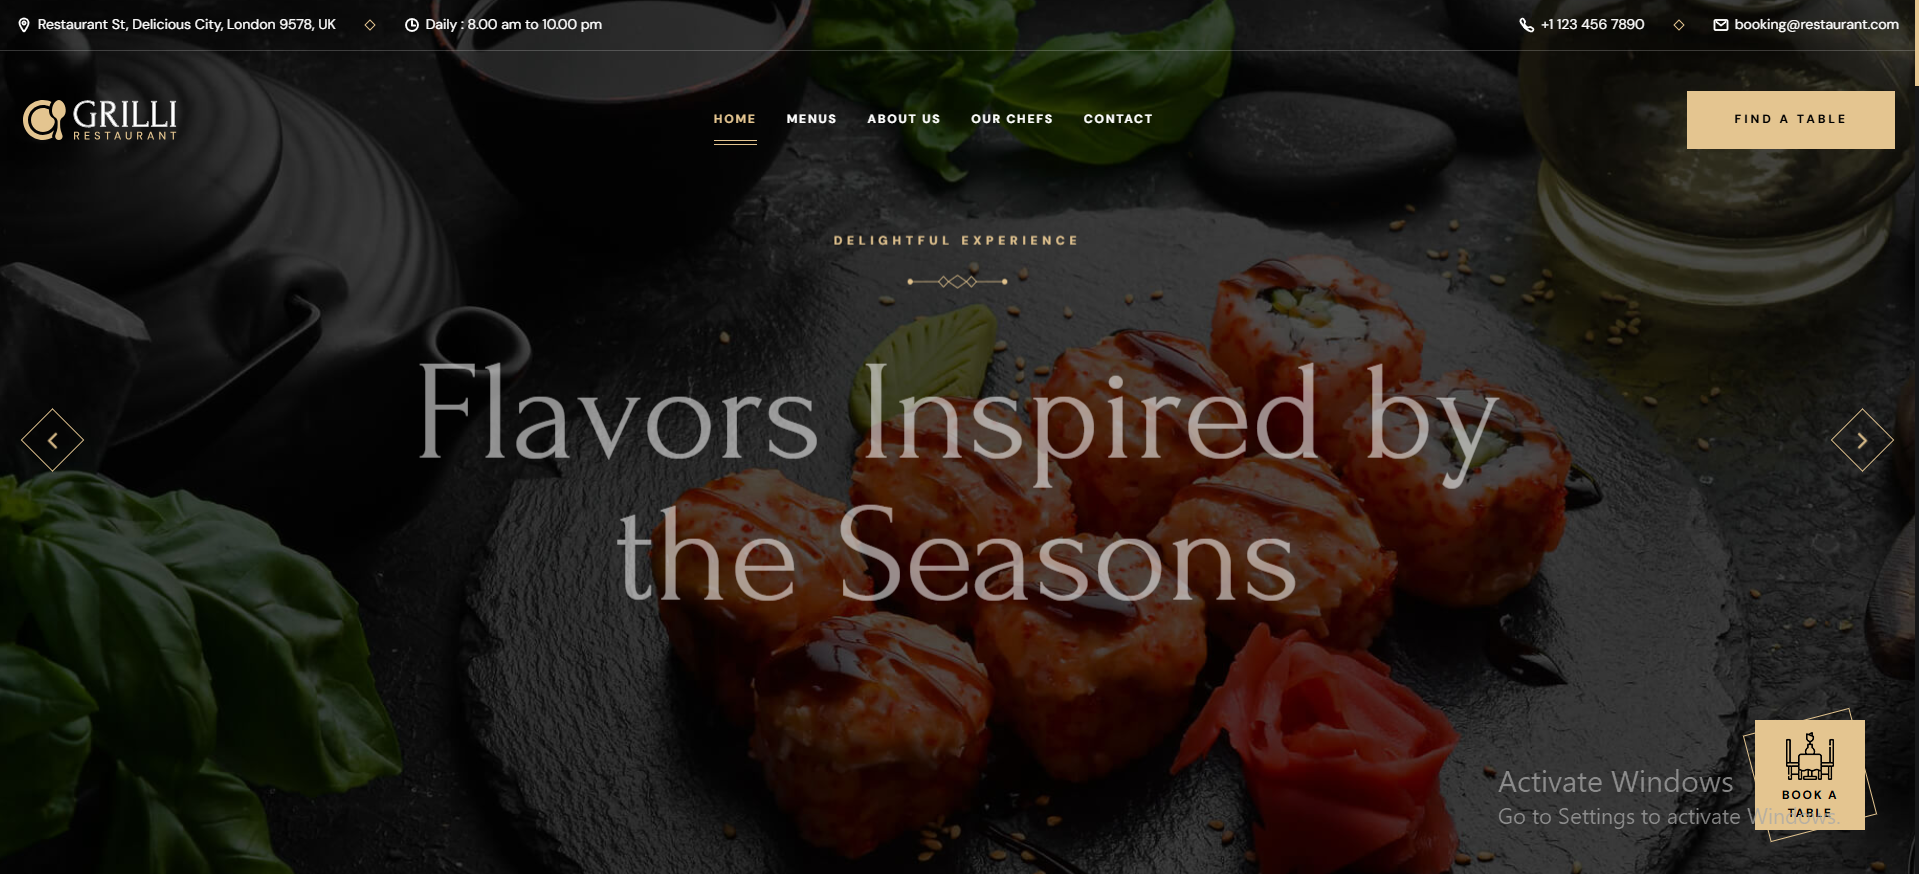 Restaurant St, Delicious City, London 9578, UK
Daily : 8.00 am to 10.00 pm
+1 123 456 7890
booking@restaurant.com
GRILLI
RESTAURANT
HOME
MENUS
ABOUT US
OUR CHEFS
CONTACT
FIND A TABLE
DELIGHTFUL EXPERIENCE
Flavors Inspired by
the Seasons
Activate Windows
Go to Settings to activate Windows.
BOOK A
TABLE